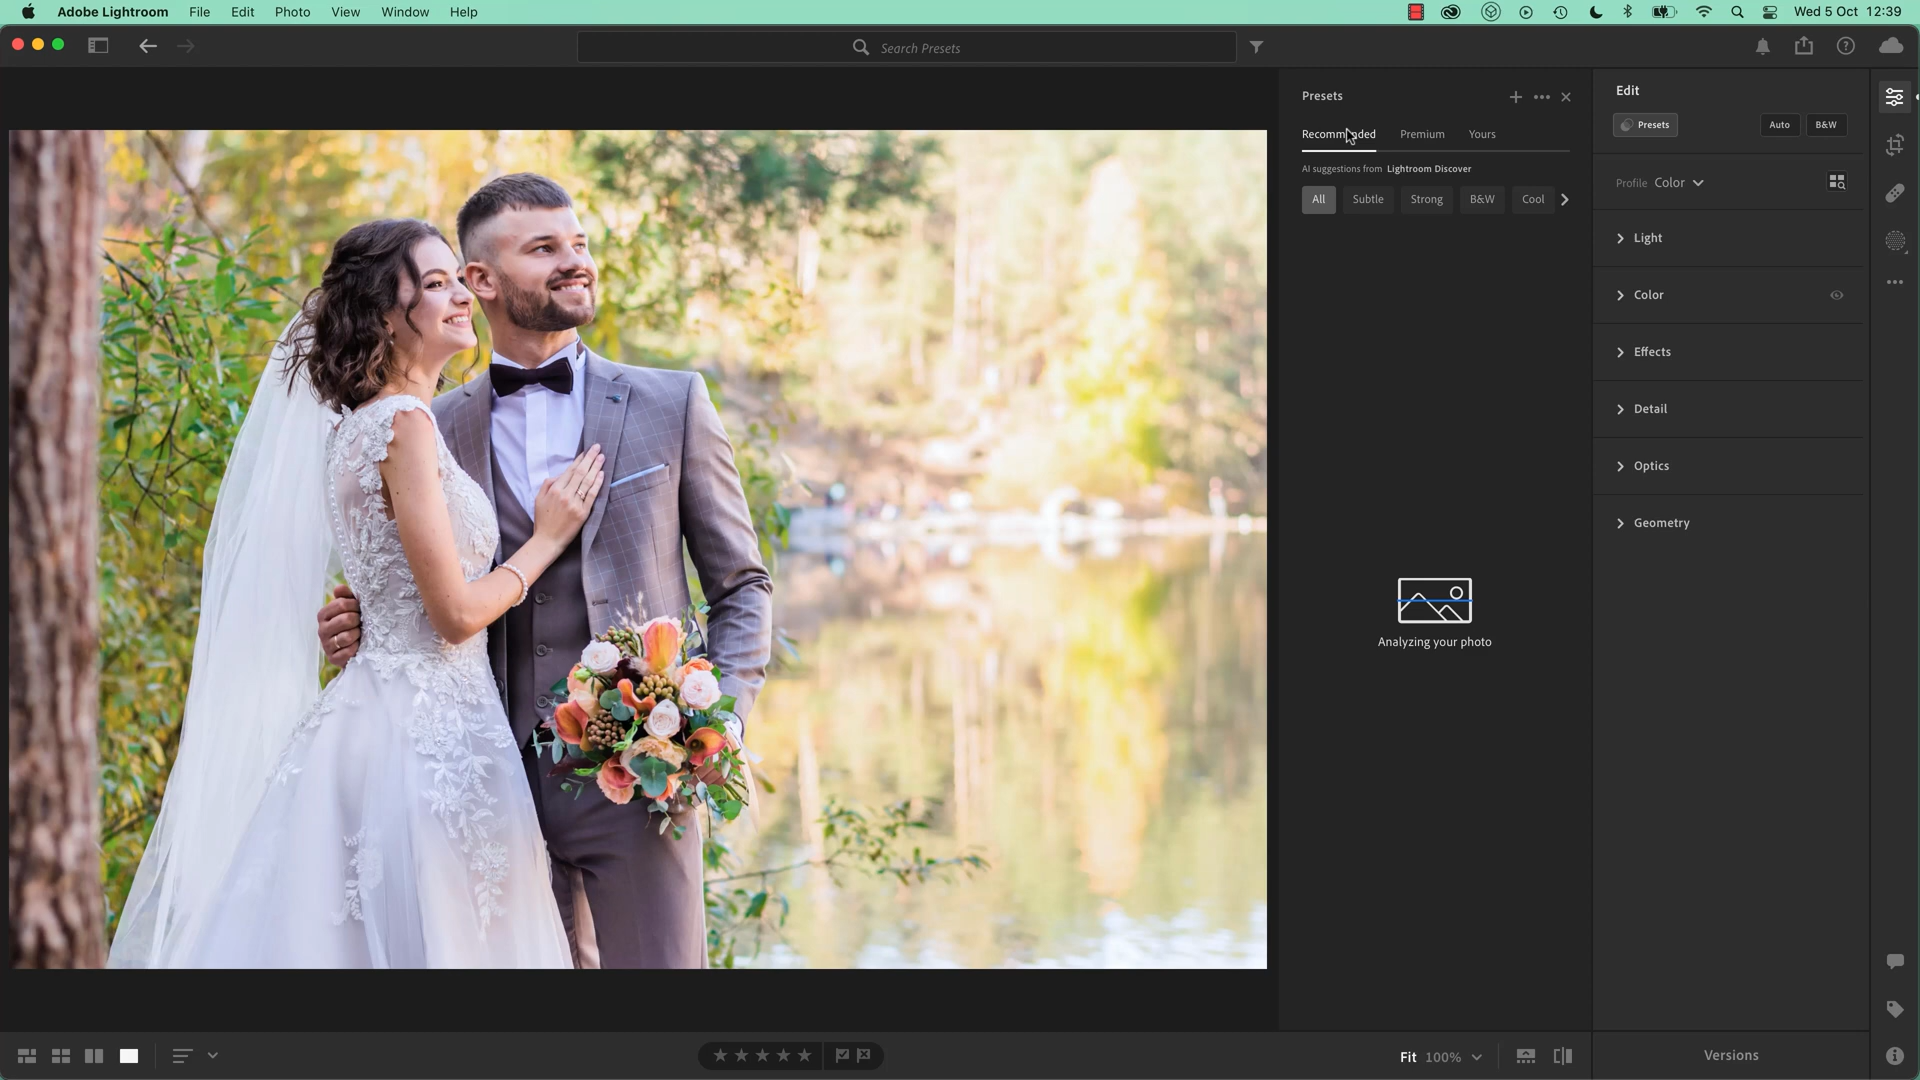 Adobe Lightroom File Edit Photo View Window Help Wed 5 Oct 12:39
Search Presets
Presets
Recommended Premium Yours
AI suggestions from Lightroom Discover
All Subtle Strong B&W Cool
Analyzing your photo
Edit
Presets Auto B&W
Profile Color
Light
Color
Effects
Detail
Optics
Geometry
Fit 100% Versions